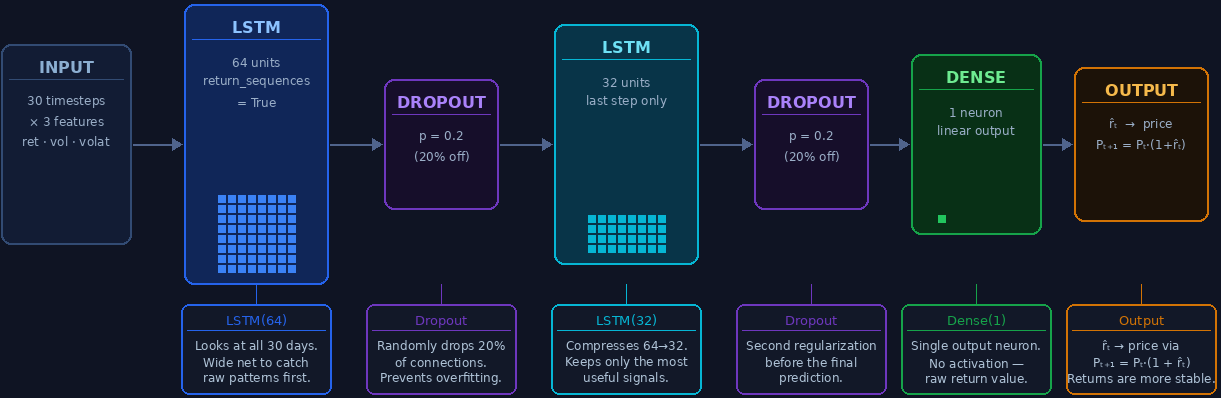 INPUT
30 timesteps
× 3 features
ret · vol · volat
LSTM
64 units
return_sequences
= True
DROPOUT
p = 0.2
(20% off)
LSTM
32 units
last step only
DROPOUT
p = 0.2
(20% off)
DENSE
1 neuron
linear output
OUTPUT
r̂ₜ → price
Pₜ₊₁ = Pₜ·(1+r̂ₜ)
LSTM(64)
Looks at all 30 days.
Wide net to catch
raw patterns first.
Dropout
Randomly drops 20%
of connections.
Prevents overfitting.
LSTM(32)
Compresses 64→32.
Keeps only the most
useful signals.
Dropout
Second regularization
before the final
prediction.
Dense(1)
Single output neuron.
No activation —
raw return value.
Output
r̂ₜ → price via
Pₜ₊₁ = Pₜ·(1 + r̂ₜ)
Returns are more stable.